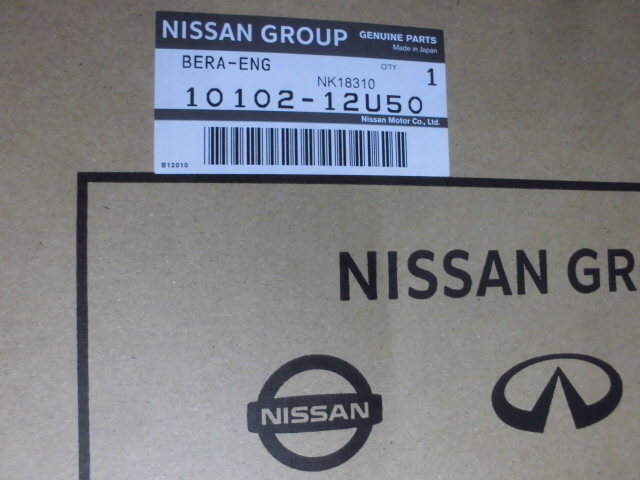 NISSAN GROUP GENUINE PARTS
Made in Japan
BERA-ENG Q'TY 1
NK18310
10102-12U50
Nissan Motor Co., Ltd.
B12010
NISSAN GR
NISSAN